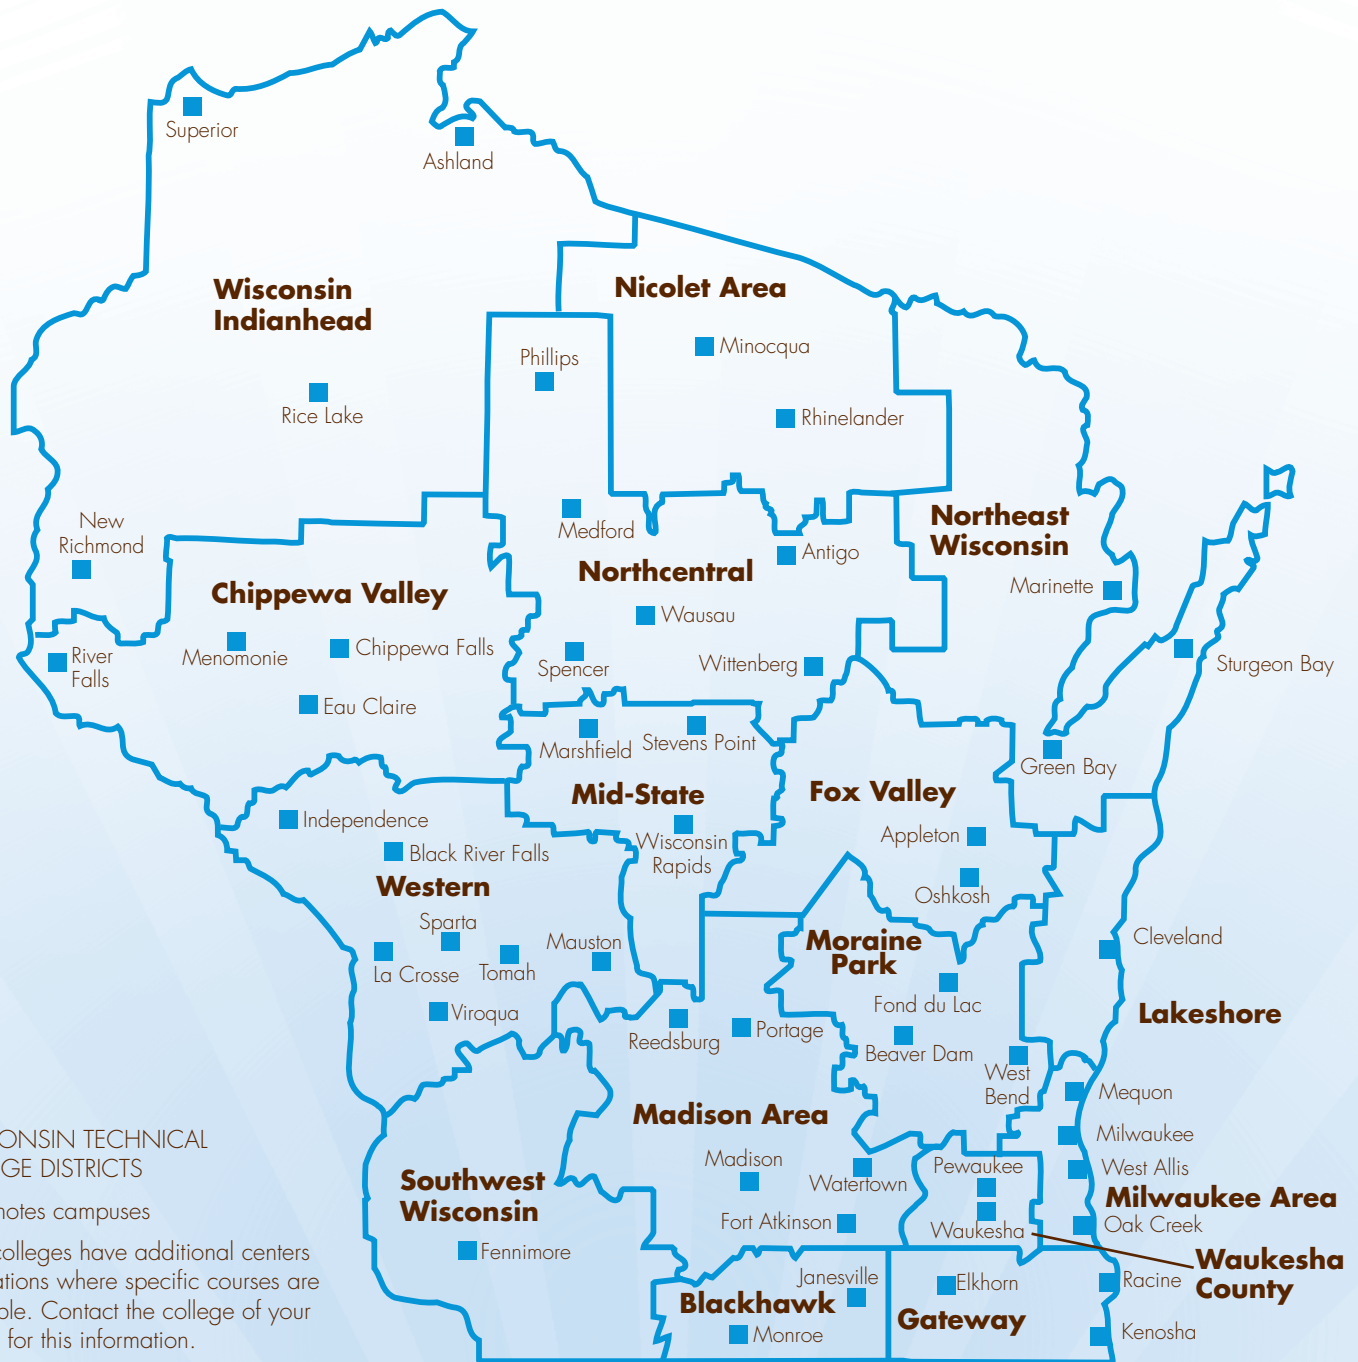 Superior
Ashland
Wisconsin
Indianhead
Nicolet Area
Minocqua
Phillips
Rice Lake
Rhinelander
New
Richmond
Medford
Northeast
Wisconsin
Antigo
Northcentral
Chippewa Valley
Marinette
Wausau
River
Falls
Menomonie
Chippewa Falls
Spencer
Wittenberg
Sturgeon Bay
Eau Claire
Marshfield
Stevens Point
Green Bay
Mid-State
Fox Valley
Independence
Wisconsin
Rapids
Appleton
Black River Falls
Western
Oshkosh
Sparta
Mauston
Moraine
Park
Cleveland
La Crosse
Tomah
Fond du Lac
Viroqua
Lakeshore
Reedsburg
Portage
Beaver Dam
West
Bend
Mequon
Madison Area
Milwaukee
ONSIN TECHNICAL
GE DISTRICTS
Madison
Watertown
Pewaukee
West Allis
Southwest
Wisconsin
Milwaukee Area
notes campuses
Fort Atkinson
Waukesha
Oak Creek
Fennimore
colleges have additional centers
ations where specific courses are
ble. Contact the college of your
for this information.
Waukesha
County
Janesville
Elkhorn
Racine
Blackhawk
Gateway
Monroe
Kenosha